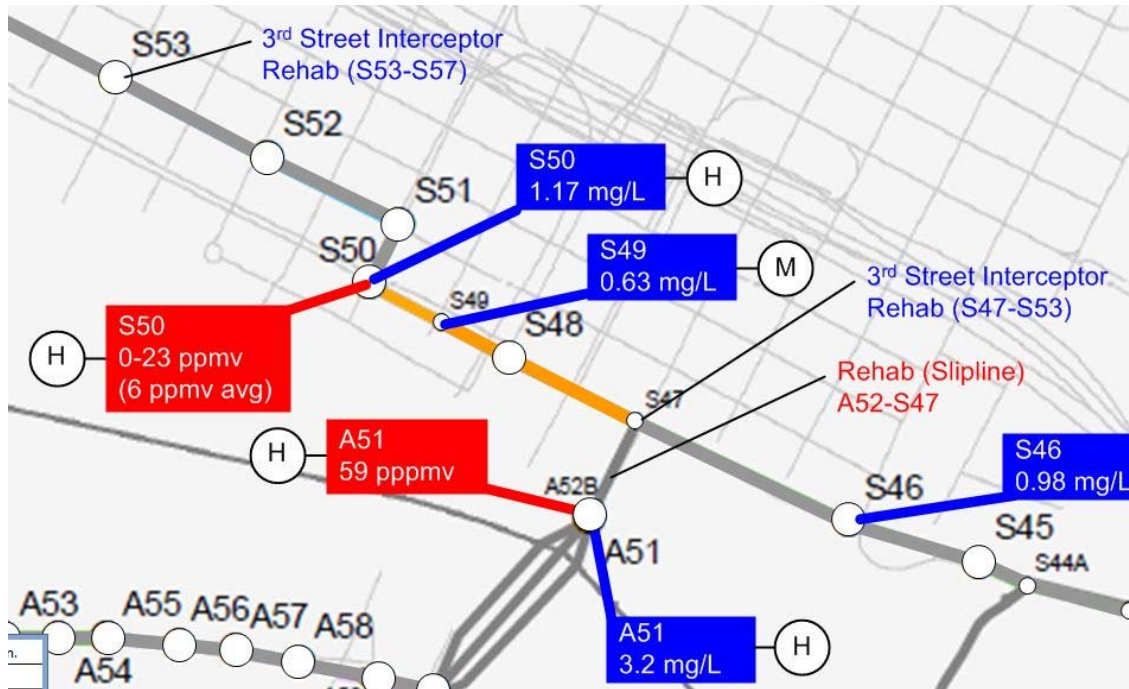 S53
3rd Street Interceptor
Rehab (S53-S57)
S52
S51
S50
1.17 mg/L
H
S50
S49
0.63 mg/L
M
S49
S48
3rd Street Interceptor
Rehab (S47-S53)
S50
0-23 ppmv
(6 ppmv avg)
H
Rehab (Slipline)
A52-S47
S47
A51
59 pppmv
H
A52B
S46
S46
0.98 mg/L
A51
S45
S44A
A53
A54
A55
A56
A57
A58
A51
3.2 mg/L
H
n.